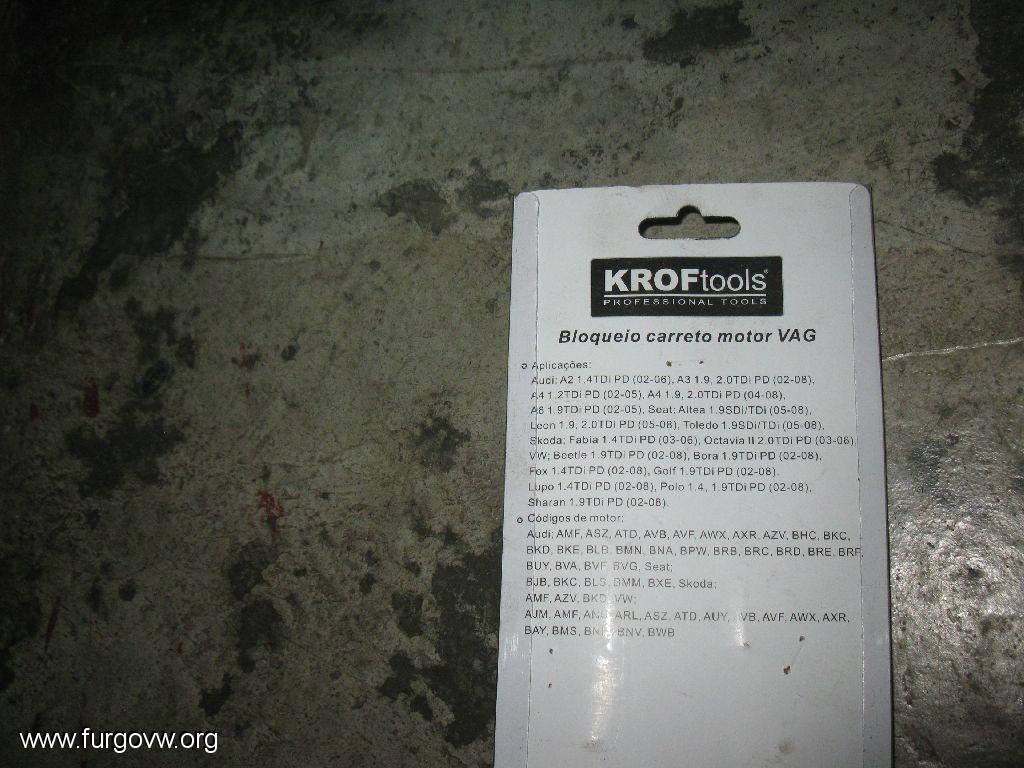 KROFtools®
PROFESSIONAL TOOLS
Bloqueio carreto motor VAG
Aplicações:
Audi; A2 1.4TDi PD (02-06), A3 1.9, 2.0TDi PD (02-08),
A4 1.2TDi PD (02-05), A4 1.9, 2.0TDi PD (04-08),
A6 1.9TDi PD (02-05), Seat; Altea 1.9SDi/TDi (05-08),
Leon 1.9, 2.0TDi PD (05-08), Toledo 1.9SDi/TDi (05-08),
Skoda; Fabia 1.4TDi PD (03-06), Octavia II 2.0TDi PD (03-06),
VW; Beetle 1.9TDi PD (02-08), Bora 1.9TDi PD (02-08),
Fox 1.4TDi PD (02-08), Golf 1.9TDi PD (02-08),
Lupo 1.4TDi PD (02-08), Polo 1.4, 1.9TDi PD (02-08),
Sharan 1.9TDi PD (02-08).
Códigos de motor:
Audi; AMF, ASZ, ATD, AVB, AVF, AWX, AXR, AZV, BHC, BKC,
BKD, BKE, BLB, BMN, BNA, BPW, BRB, BRC, BRD, BRE, BRF,
BUY, BVA, BVF, BVG, Seat;
BJB, BKC, BLS, BMM, BXE, Skoda;
AMF, AZV, BKD, VW;
AJM, AMF, ARL, ASZ, ATD, AUY, AVB, AVF, AWX, AXR,
BAY, BMS, BNV, BWB
www.furgovw.org